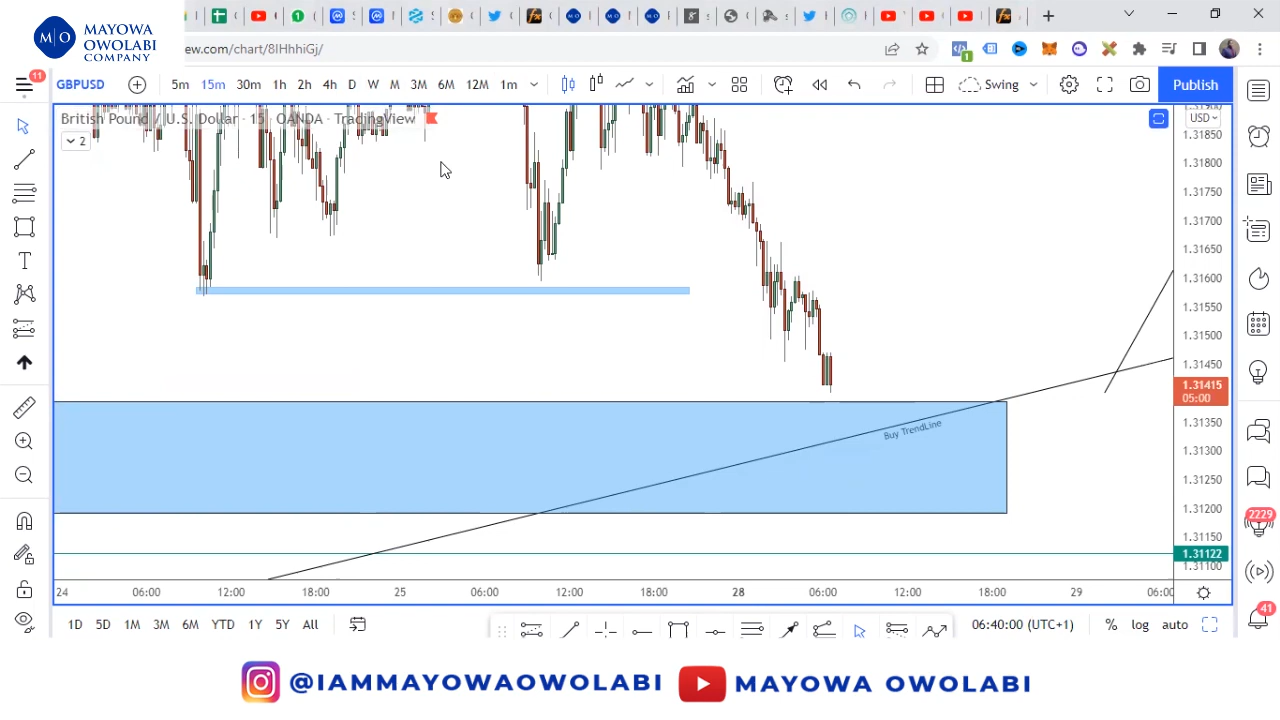 M|O MAYOWA OWOLABI COMPANY
ew.com/chart/8IHhhiGj/
11
GBPUSD 5m 15m 30m 1h 2h 4h D W M 3M 6M 12M 1m Swing Publish
British Pound / U.S. Dollar · 15 · OANDA · TradingView
USD
2
1.31850
1.31800
1.31750
1.31700
1.31650
1.31600
1.31550
1.31500
1.31450
1.31415
05:00
1.31350
1.31300
1.31250
1.31200
1.31150
1.31122
1.31100
Buy TrendLine
24 06:00 12:00 18:00 25 06:00 12:00 18:00 28 06:00 12:00 18:00 29 06:00
1D 5D 1M 3M 6M YTD 1Y 5Y All 06:40:00 (UTC+1) % log auto
2229
41
@IAMMAYOWAOWOLABI MAYOWA OWOLABI